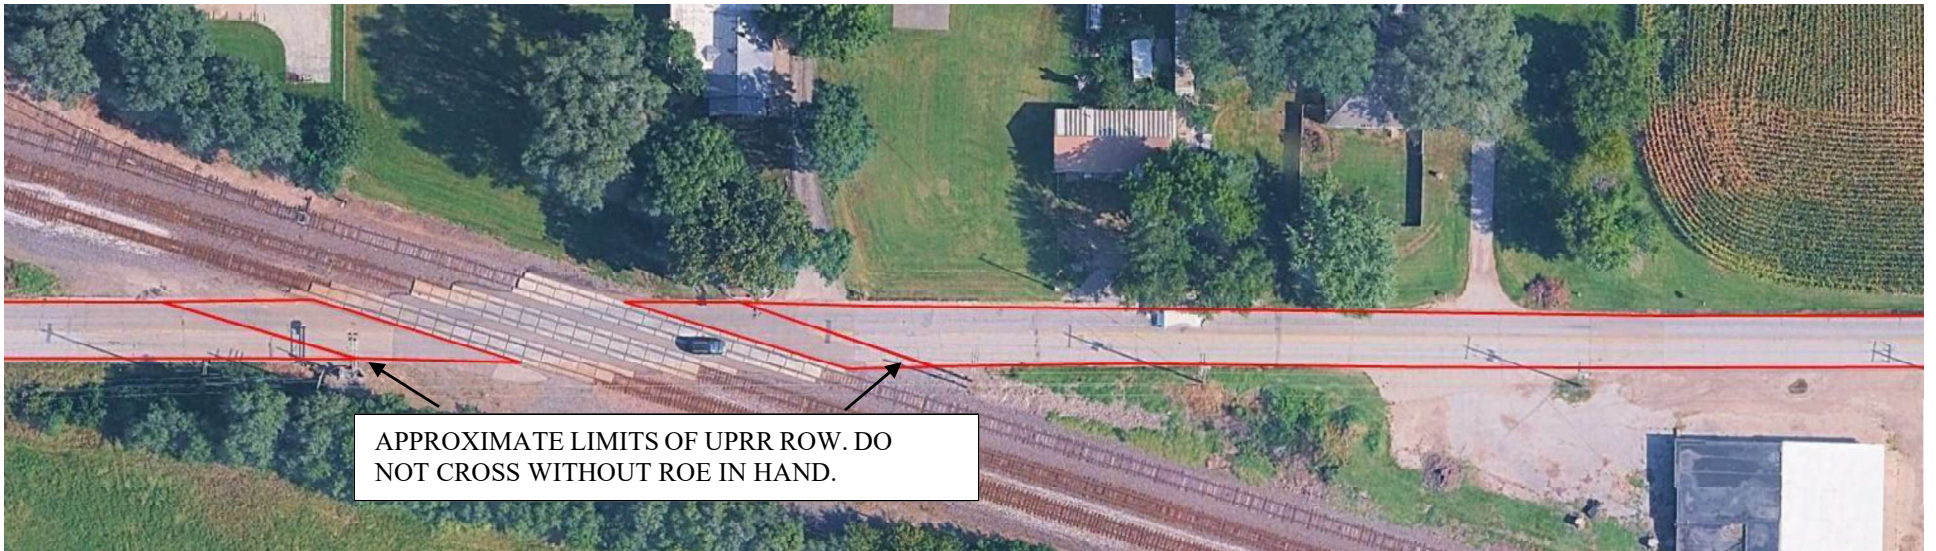 APPROXIMATE LIMITS OF UPRR ROW. DO
NOT CROSS WITHOUT ROE IN HAND.